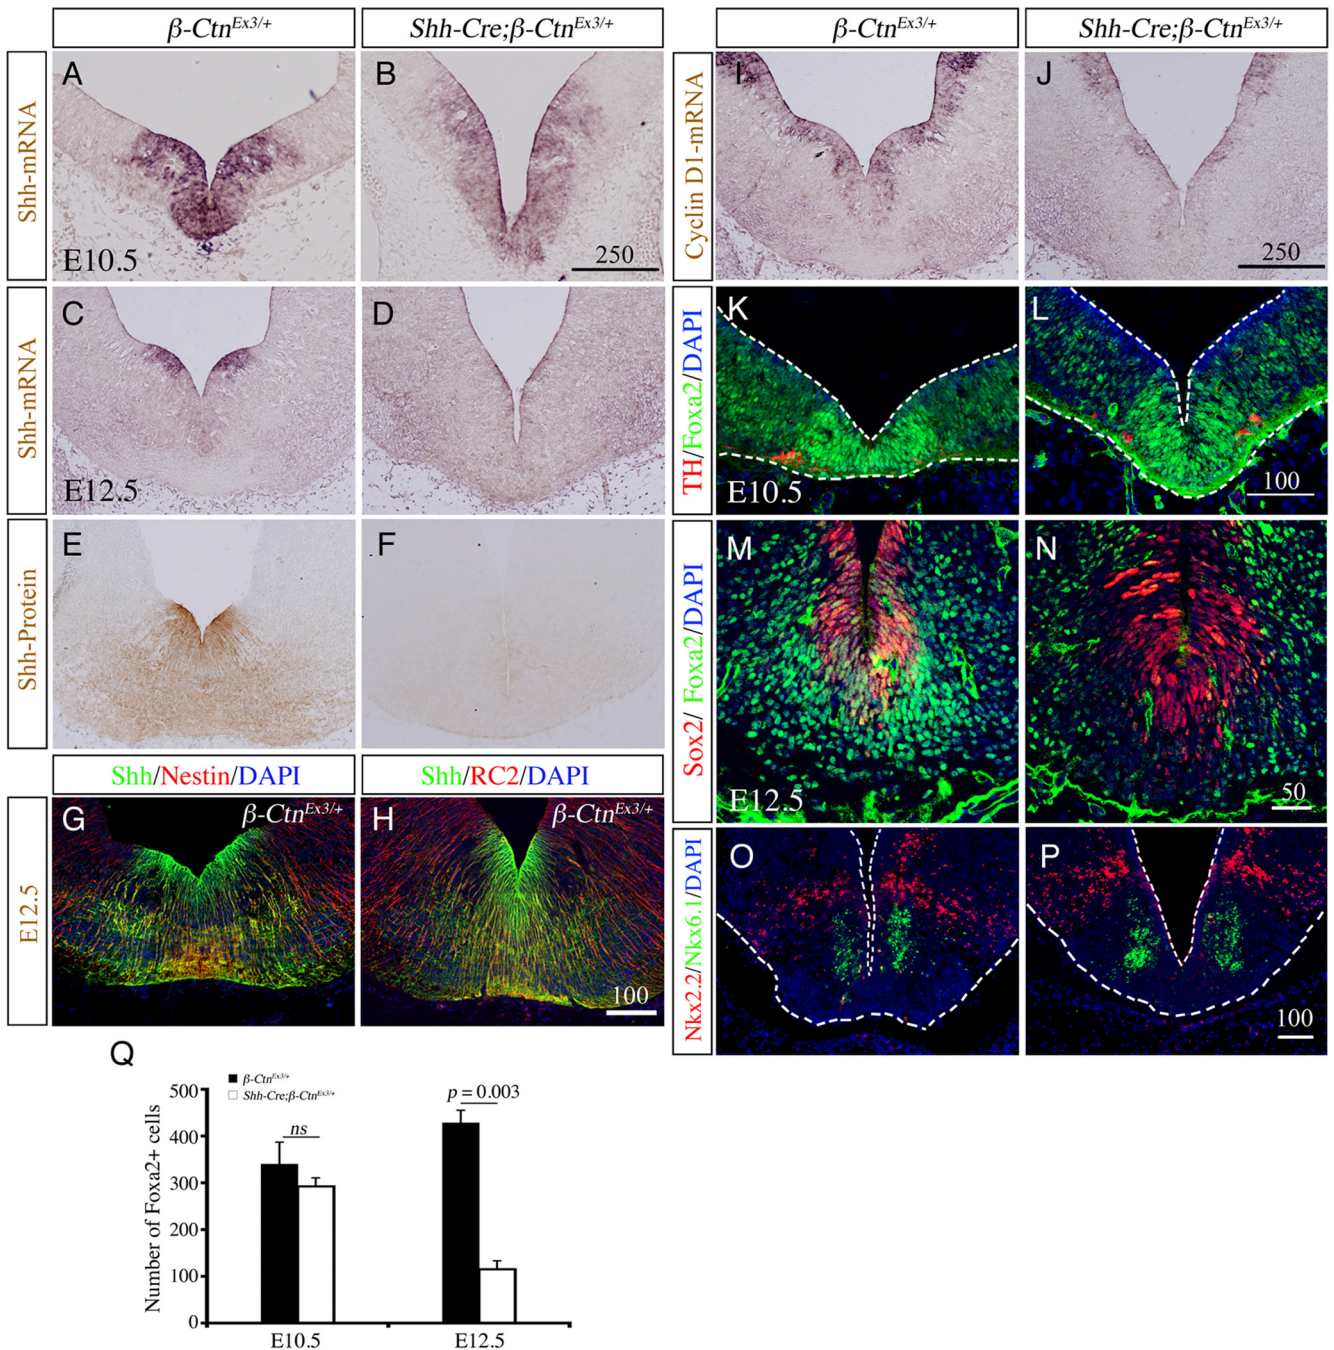 β-Ctn^Ex3/+
Shh-Cre;β-Ctn^Ex3/+
Shh-mRNA
A
E10.5
B
250
Shh-mRNA
C
E12.5
D
Shh-Protein
E
F
Shh/Nestin/DAPI
Shh/RC2/DAPI
E12.5
G
β-Ctn^Ex3/+
H
β-Ctn^Ex3/+
100
β-Ctn^Ex3/+
Shh-Cre;β-Ctn^Ex3/+
Cyclin D1-mRNA
I
J
250
TH/Foxa2/DAPI
K
E10.5
L
100
Sox2/ Foxa2/DAPI
M
E12.5
N
50
Nkx2.2/Nkx6.1/DAPI
O
P
100
Q
β-Ctn^Ex3/+
Shh-Cre;β-Ctn^Ex3/+
Number of Foxa2+ cells
500
400
300
200
100
0
ns
p = 0.003
E10.5
E12.5